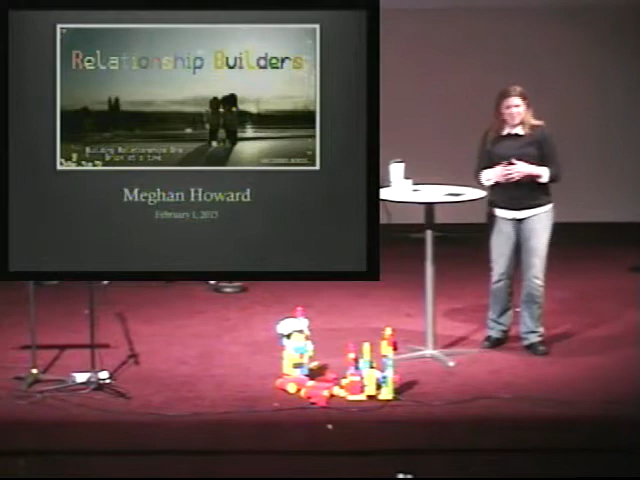 Relationship Builders
Building Relationships One
Brick at a time
Meghan Howard
February 1, 2015